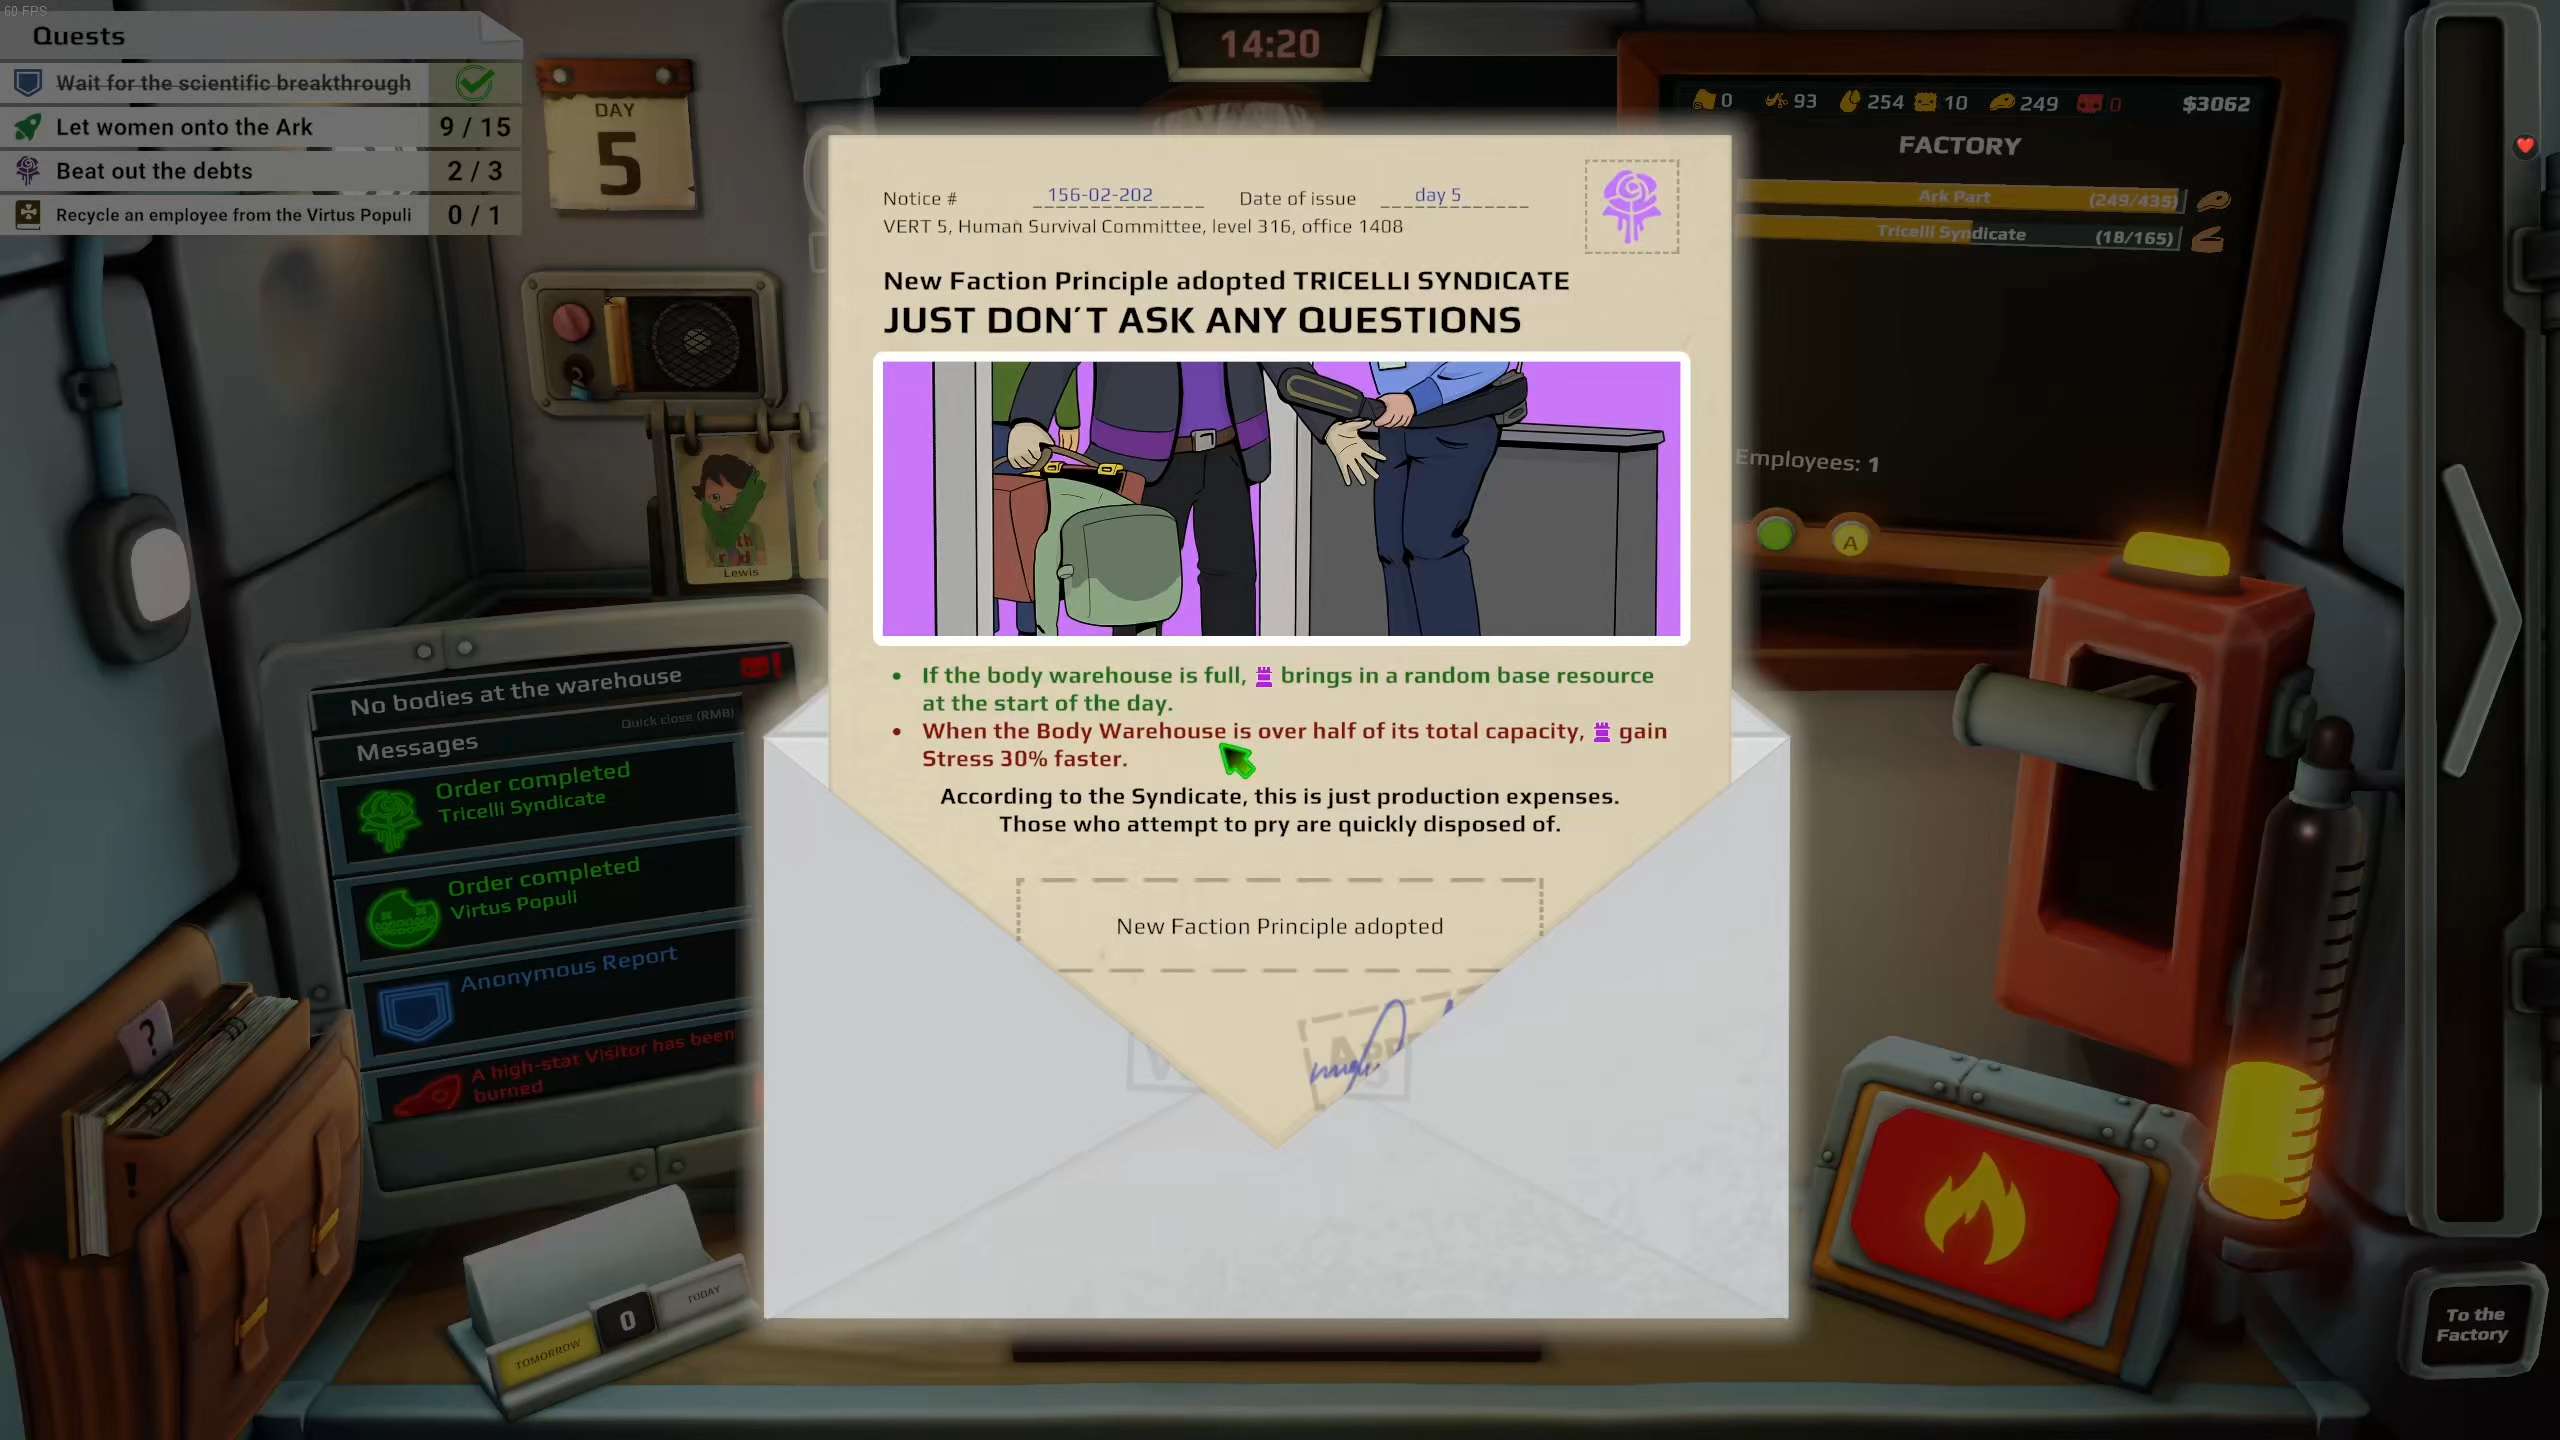 60 FPS
Quests
Wait for the scientific breakthrough
Let women onto the Ark 9 / 15
Beat out the debts 2 / 3
Recycle an employee from the Virtus Populi 0 / 1
DAY
5
14:20
0 93 254 10 249 0 $3062
FACTORY
Ark Part (249/435)
Tricelli Syndicate (18/165)
Employees: 1
A
Notice # 156-02-202 Date of issue day 5
VERT 5, Human Survival Committee, level 316, office 1408
New Faction Principle adopted TRICELLI SYNDICATE
JUST DON´T ASK ANY QUESTIONS
• If the body warehouse is full, brings in a random base resource
at the start of the day.
• When the Body Warehouse is over half of its total capacity, gain
Stress 30% faster.
According to the Syndicate, this is just production expenses.
Those who attempt to pry are quickly disposed of.
New Faction Principle adopted
Lewis
No bodies at the warehouse
Quick close (RMB)
Messages
Order completed
Tricelli Syndicate
Order completed
Virtus Populi
Anonymous Report
A high-stat Visitor has been
burned
?
!
TOMORROW 0 TODAY
To the
Factory